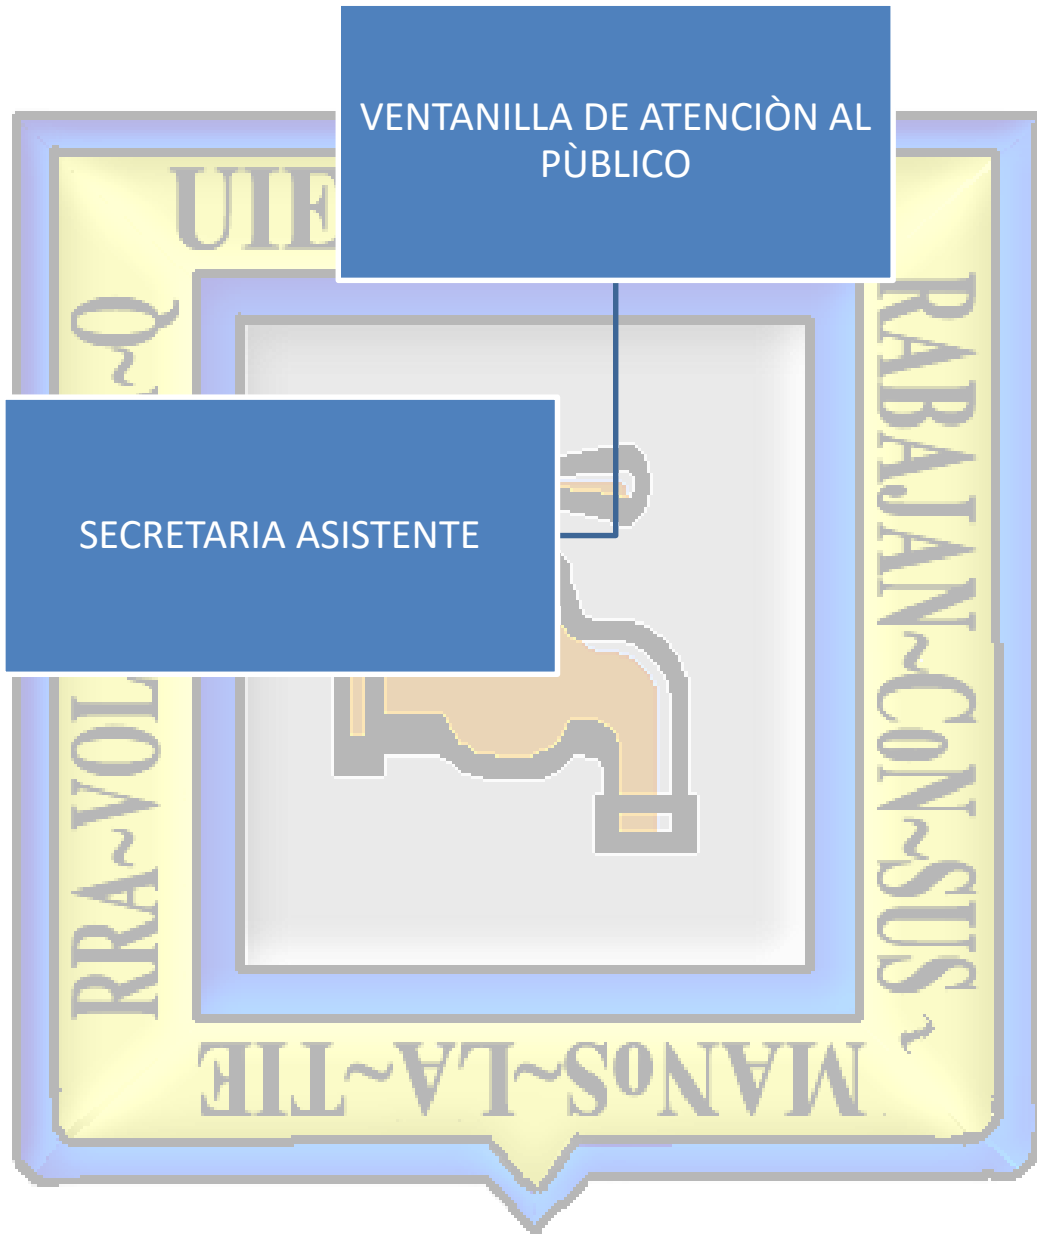 VENTANILLA DE ATENCIÒN AL
PÙBLICO
SECRETARIA ASISTENTE
UIE
RABAJAN~CoN~SUS~
MANoS~LA~TIE
RRA~VOL
~Q